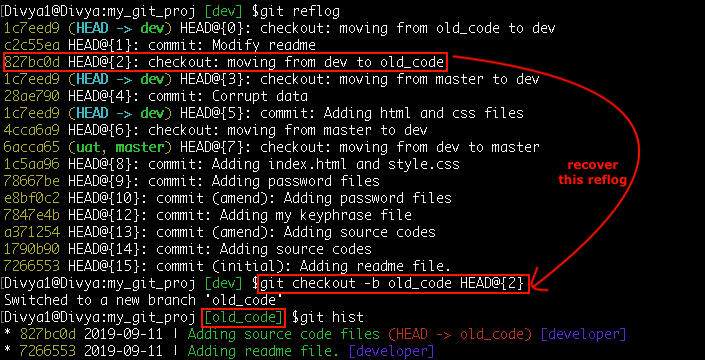 [Divya1@Divya:my_git_proj [dev] $git reflog
1c7eed9 (HEAD -> dev) HEAD@{0}: checkout: moving from old_code to dev
c2c55ea HEAD@{1}: commit: Modify readme
827bc0d HEAD@{2}: checkout: moving from dev to old_code
1c7eed9 (HEAD -> dev) HEAD@{3}: checkout: moving from master to dev
28ae790 HEAD@{4}: commit: Corrupt data
1c7eed9 (HEAD -> dev) HEAD@{5}: commit: Adding html and css files
4cca6a9 HEAD@{6}: checkout: moving from master to dev
6acca65 (uat, master) HEAD@{7}: checkout: moving from dev to master
1c5aa96 HEAD@{8}: commit: Adding index.html and style.css
78667be HEAD@{9}: commit: Adding password files
e8bf0c2 HEAD@{10}: commit (amend): Adding password files
7847e4b HEAD@{12}: commit: Adding my keyphrase file
a371254 HEAD@{13}: commit (amend): Adding source codes
1790b90 HEAD@{14}: commit: Adding source codes
7266553 HEAD@{15}: commit (initial): Adding readme file.
recover
this reflog
[Divya1@Divya:my_git_proj [dev] $git checkout -b old_code HEAD@{2}
Switched to a new branch 'old_code'
[Divya1@Divya:my_git_proj [old_code] $git hist
* 827bc0d 2019-09-11 | Adding source code files (HEAD -> old_code) [developer]
* 7266553 2019-09-11 | Adding readme file. [developer]